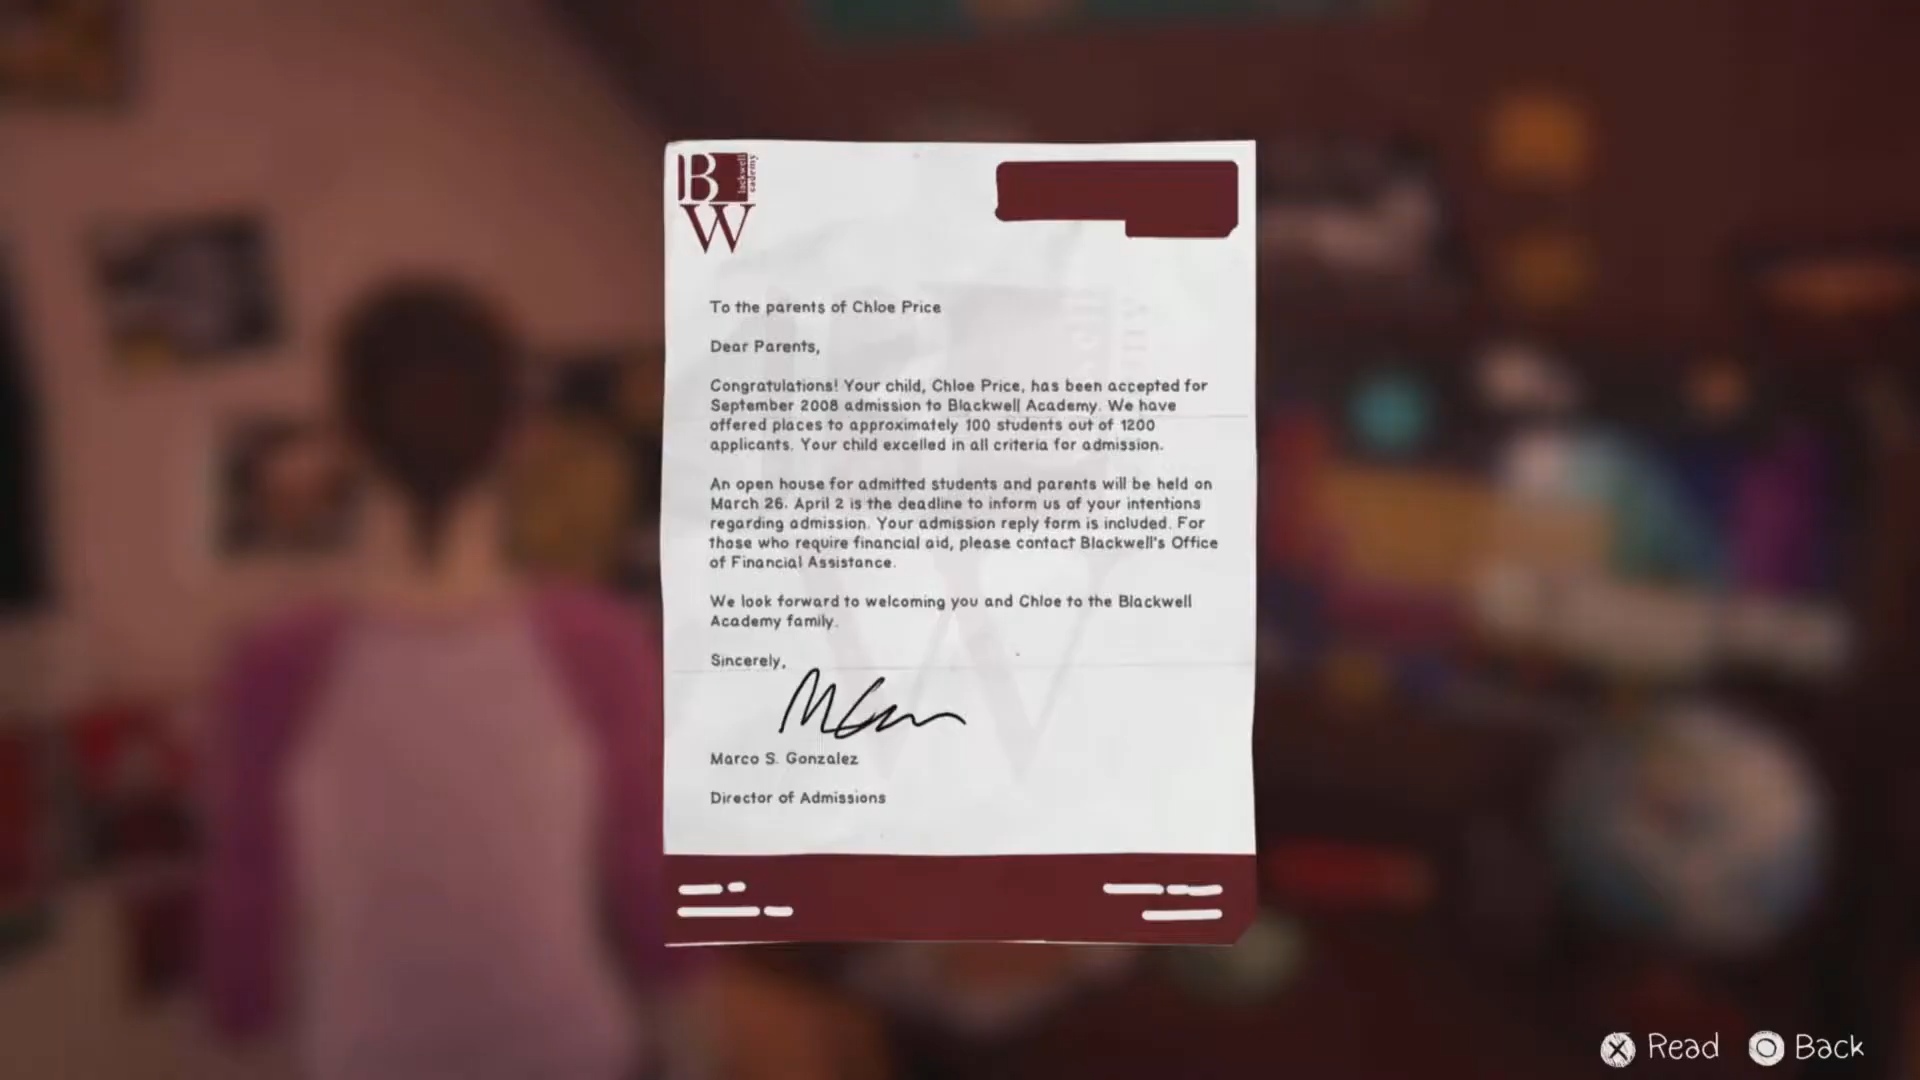 B lackwell
cademy
W
To the parents of Chloe Price
Dear Parents,
Congratulations! Your child, Chloe Price, has been accepted for
September 2008 admission to Blackwell Academy. We have
offered places to approximately 100 students out of 1200
applicants. Your child excelled in all criteria for admission.
An open house for admitted students and parents will be held on
March 26. April 2 is the deadline to inform us of your intentions
regarding admission. Your admission reply form is included. For
those who require financial aid, please contact Blackwell's Office
of Financial Assistance.
We look forward to welcoming you and Chloe to the Blackwell
Academy family.
Sincerely,
Marco S. Gonzalez
Director of Admissions
Read Back